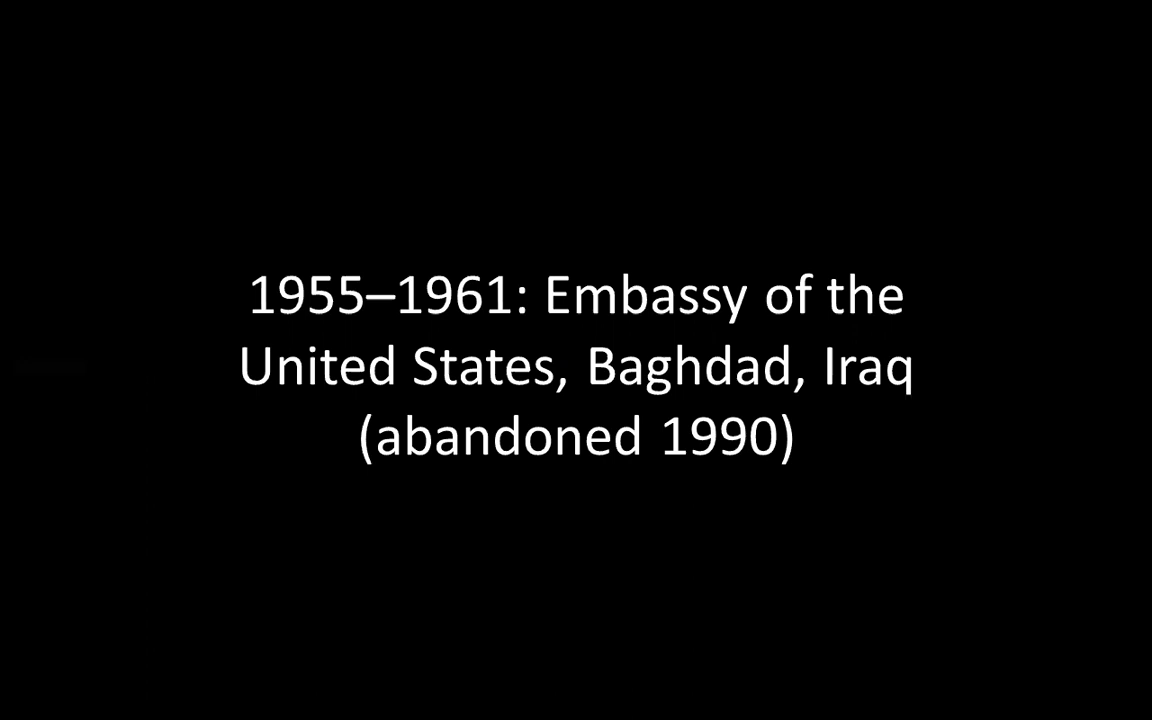 1955–1961: Embassy of the
United States, Baghdad, Iraq
(abandoned 1990)